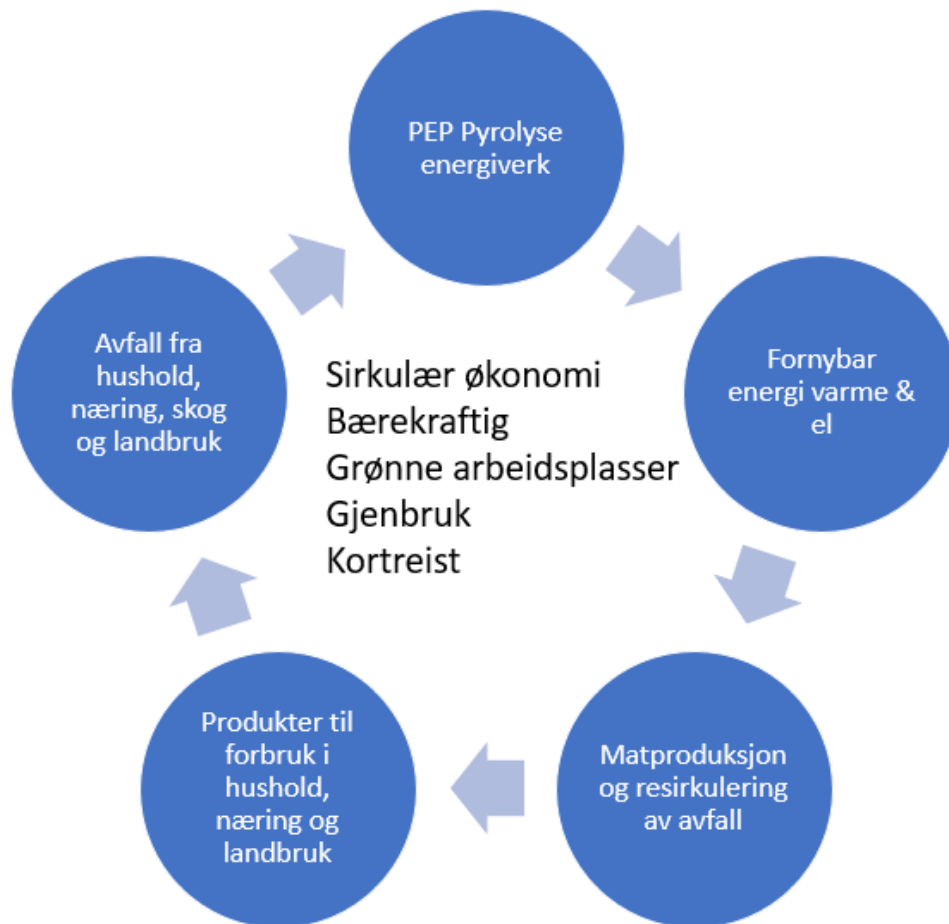 PEP Pyrolyse
energiverk
Fornybar
energi varme &
el
Matproduksjon
og resirkulering
av avfall
Produkter til
forbruk i
hushold,
næring og
landbruk
Avfall fra
hushold,
næring, skog
og landbruk
Sirkulær økonomi
Bærekraftig
Grønne arbeidsplasser
Gjenbruk
Kortreist